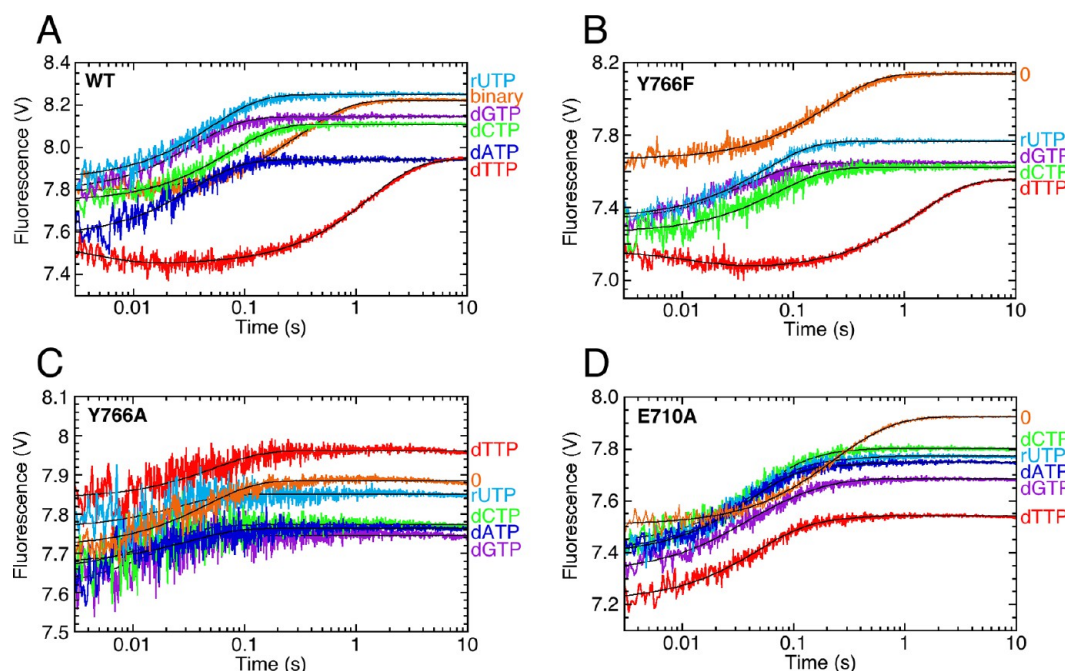 A
WT
Fluorescence (V)
8.4
8.2
8.0
7.8
7.6
7.4
rUTP
binary
dGTP
dCTP
dATP
dTTP
0.01
0.1
1
10
Time (s)
B
Y766F
Fluorescence (V)
8.2
7.8
7.4
7.0
0
rUTP
dGTP
dCTP
dTTP
0.01
0.1
1
10
Time (s)
C
Y766A
Fluorescence (V)
8.1
8
7.9
7.8
7.7
7.6
7.5
dTTP
0
rUTP
dCTP
dATP
dGTP
0.01
0.1
1
10
Time (s)
D
E710A
Fluorescence (V)
8.0
7.8
7.6
7.4
7.2
0
dCTP
rUTP
dATP
dGTP
dTTP
0.01
0.1
1
10
Time (s)